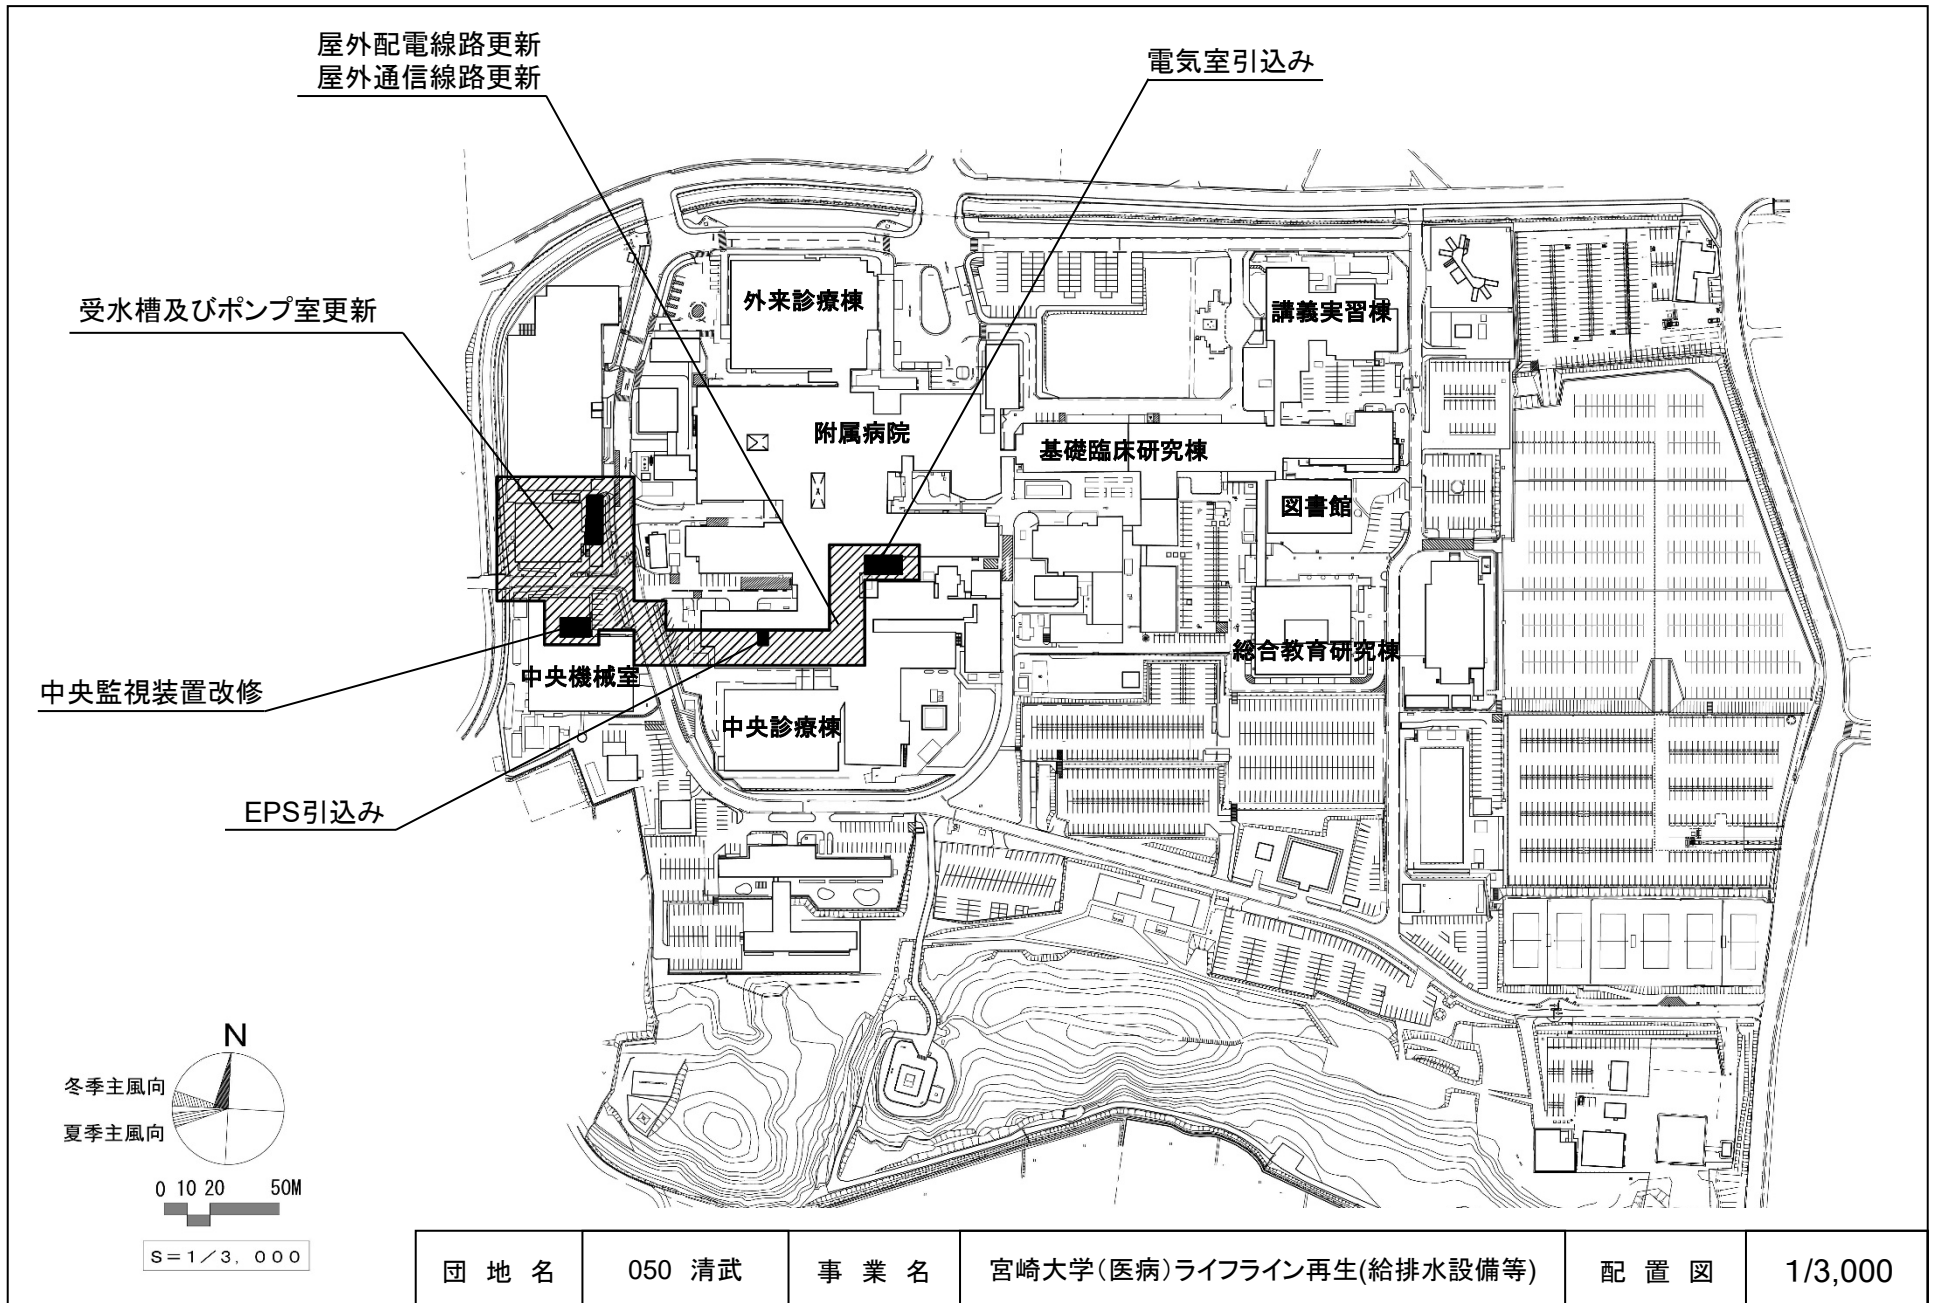 屋外配電線路更新
屋外通信線路更新
電気室引込み
受水槽及びポンプ室更新
外来診療棟
講義実習棟
附属病院
基礎臨床研究棟
図書館
総合教育研究棟
中央機械室
中央監視装置改修
中央診療棟
EPS引込み
N
冬季主風向
夏季主風向
0 10 20 50M
S=1/3,000
団地名 050 清武 事業名 宮崎大学(医病)ライフライン再生(給排水設備等) 配置図 1/3,000